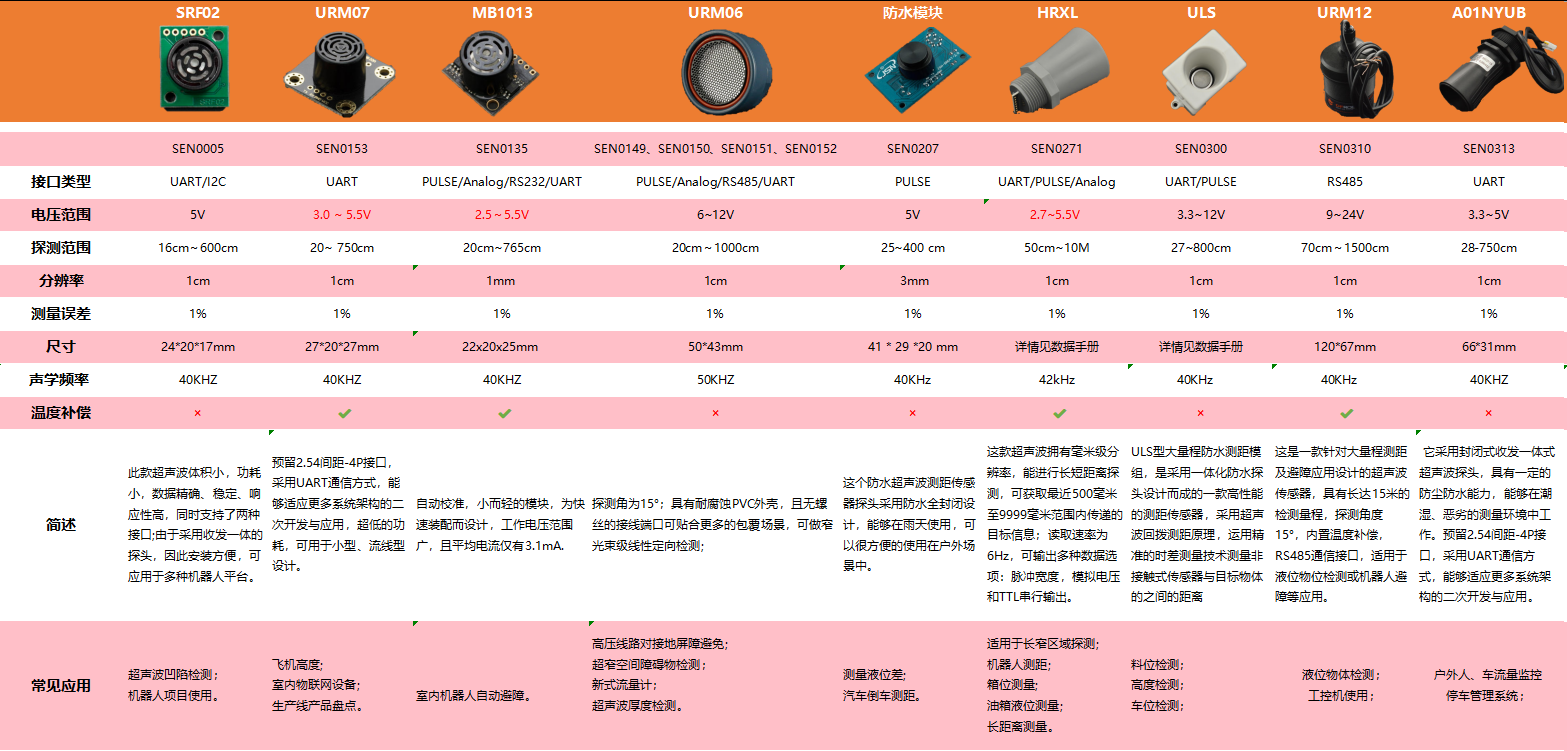 SRF02 URM07 MB1013 URM06 防水模块 HRXL ULS URM12 A01NYUB
SEN0005 SEN0153 SEN0135 SEN0149、SEN0150、SEN0151、SEN0152 SEN0207 SEN0271 SEN0300 SEN0310 SEN0313
接口类型 UART/I2C UART PULSE/Analog/RS232/UART PULSE/Analog/RS485/UART PULSE UART/PULSE/Analog UART/PULSE RS485 UART
电压范围 5V 3.0 ~ 5.5V 2.5~5.5V 6~12V 5V 2.7~5.5V 3.3~12V 9~24V 3.3~5V
探测范围 16cm~600cm 20~ 750cm 20cm~765cm 20cm~1000cm 25~400 cm 50cm~10M 27~800cm 70cm~1500cm 28-750cm
分辨率 1cm 1cm 1mm 1cm 3mm 1cm 1cm 1cm 1cm
测量误差 1% 1% 1% 1% 1% 1% 1% 1% 1%
尺寸 24*20*17mm 27*20*27mm 22x20x25mm 50*43mm 41 * 29 *20 mm 详情见数据手册 详情见数据手册 120*67mm 66*31mm
声学频率 40KHZ 40KHZ 40KHZ 50KHZ 40KHz 42kHz 40KHz 40KHz 40KHZ
温度补偿 × ✔ ✔ × × ✔ × ✔ ×
简述
此款超声波体积小，功耗
小，数据精确、稳定、响
应性高，同时支持了两种
接口;由于采用收发一体的
探头，因此安装方便，可
应用于多种机器人平台。
预留2.54间距-4P接口，
采用UART通信方式，能
够适应更多系统架构的二
次开发与应用，超低的功
耗，可用于小型、流线型
设计。
自动校准，小而轻的模块，为快
速装配而设计，工作电压范围
广，且平均电流仅有3.1mA.
探测角为15°；具有耐腐蚀PVC外壳，且无螺
丝的接线端口可贴合更多的包覆场景，可做窄
光束级线性定向检测;
这个防水超声波测距传感
器探头采用防水全封闭设
计，能够在雨天使用，可
以很方便的使用在户外场
景中。
这款超声波拥有毫米级分
辨率，能进行长短距离探
测，可获取最近500毫米
至9999毫米范围内传递的
目标信息；读取速率为
6Hz，可输出多种数据选
项：脉冲宽度，模拟电压
和TTL串行输出。
ULS型大量程防水测距模
组，是采用一体化防水探
头设计而成的一款高性能
的测距传感器，采用超声
波回拨测距原理，运用精
准的时差测量技术测量非
接触式传感器与目标物体
的之间的距离
这是一款针对大量程测距
及避障应用设计的超声波
传感器，具有长达15米的
检测量程，探测角度
15°，内置温度补偿，
RS485通信接口，适用于
液位物位检测或机器人避
障等应用。
它采用封闭式收发一体式
超声波探头，具有一定的
防尘防水能力，能够在潮
湿、恶劣的测量环境中工
作。预留2.54间距-4P接
口，采用UART通信方
式，能够适应更多系统架
构的二次开发与应用。
常见应用
超声波凹陷检测；
机器人项目使用。
飞机高度;
室内物联网设备;
生产线产品盘点。
室内机器人自动避障。
高压线路对接地屏障避免;
超窄空间障碍物检测；
新式流量计；
超声波厚度检测。
测量液位差;
汽车倒车测距。
适用于长窄区域探测;
机器人测距;
箱位测量;
油箱液位测量;
长距离测量。
料位检测;
高度检测;
车位检测;
液位物体检测；
工控机使用；
户外人、车流量监控
停车管理系统；